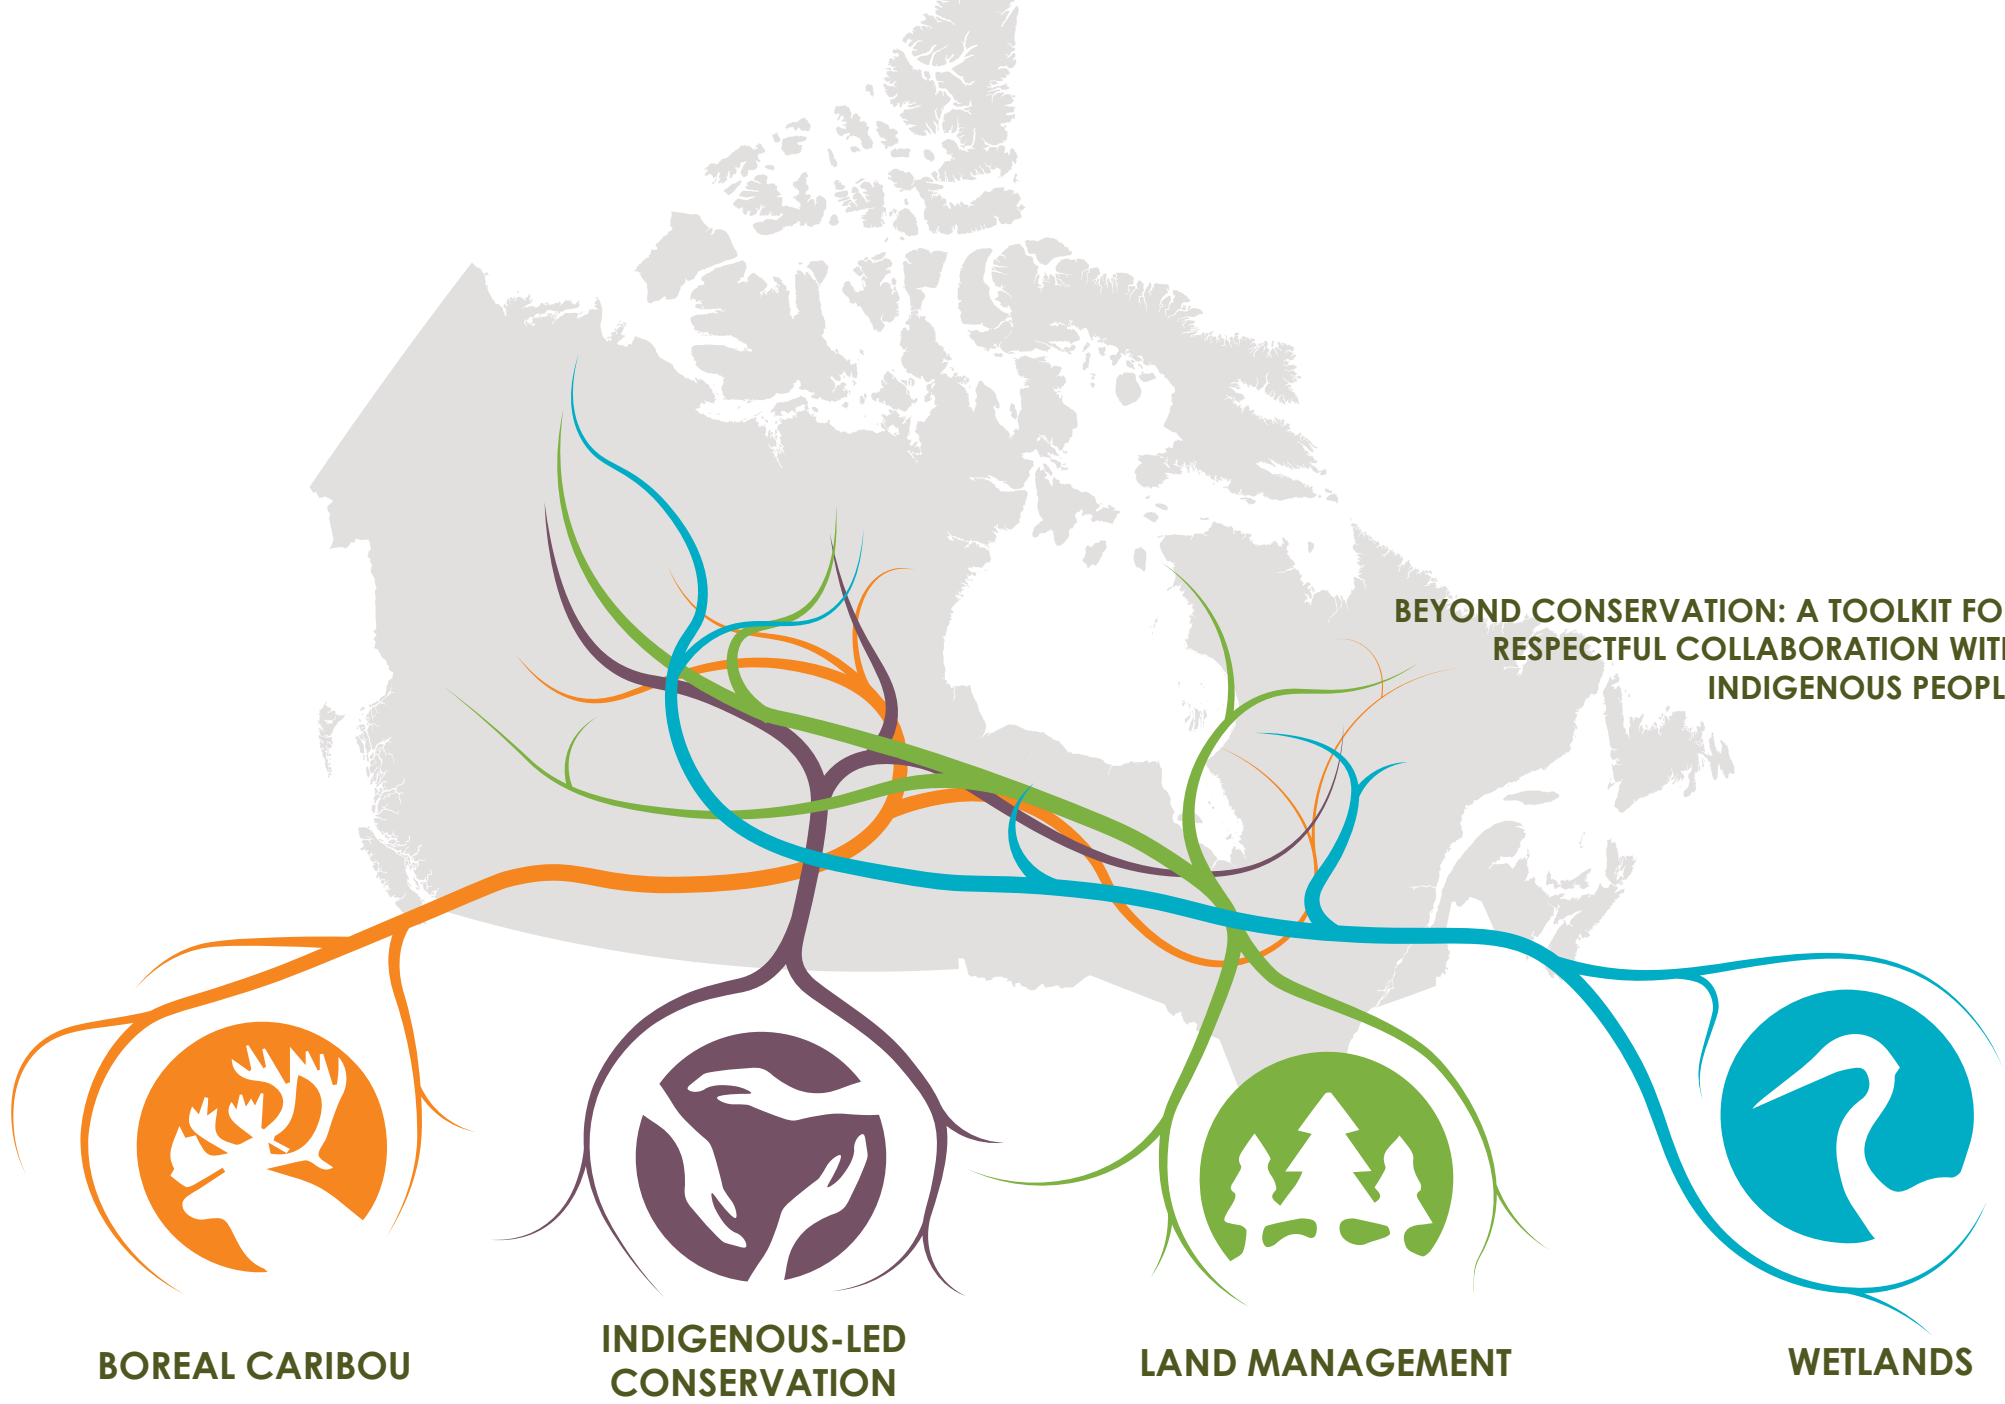 BEYOND CONSERVATION: A TOOLKIT FO
RESPECTFUL COLLABORATION WIT
INDIGENOUS PEOPL
BOREAL CARIBOU
INDIGENOUS-LED
CONSERVATION
LAND MANAGEMENT
WETLANDS